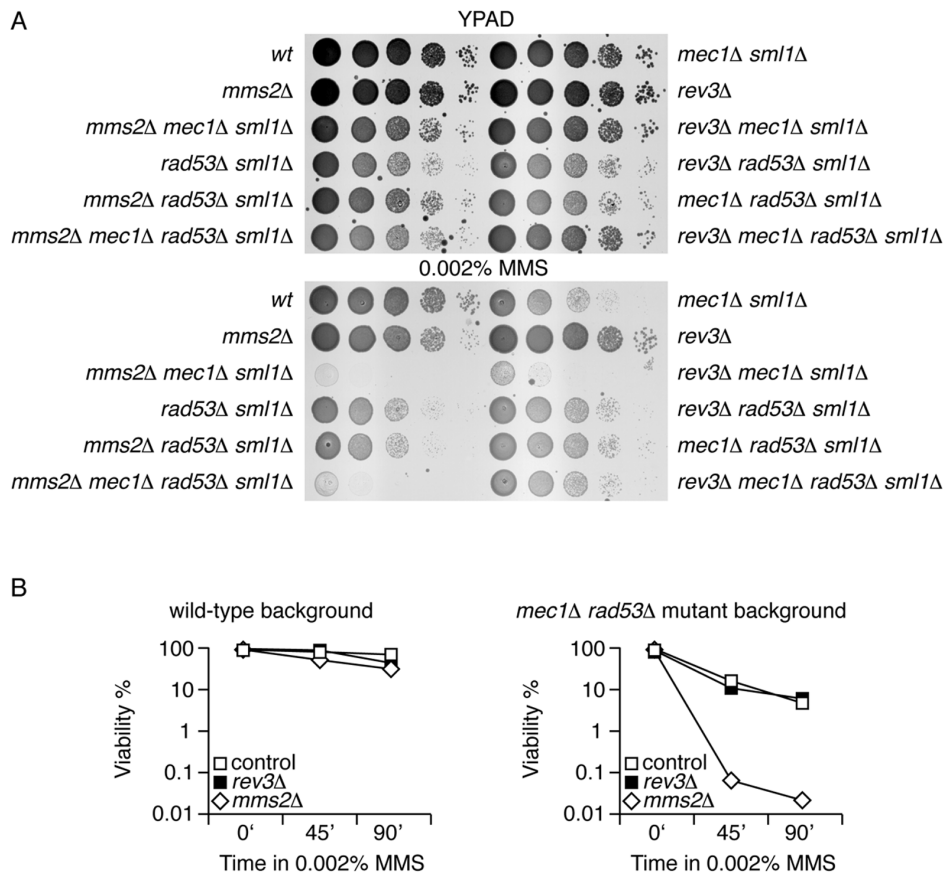 A
YPAD
wt
mec1Δ sml1Δ
mms2Δ
rev3Δ
mms2Δ mec1Δ sml1Δ
rev3Δ mec1Δ sml1Δ
rad53Δ sml1Δ
rev3Δ rad53Δ sml1Δ
mms2Δ rad53Δ sml1Δ
mec1Δ rad53Δ sml1Δ
mms2Δ mec1Δ rad53Δ sml1Δ
rev3Δ mec1Δ rad53Δ sml1Δ
0.002% MMS
wt
mec1Δ sml1Δ
mms2Δ
rev3Δ
mms2Δ mec1Δ sml1Δ
rev3Δ mec1Δ sml1Δ
rad53Δ sml1Δ
rev3Δ rad53Δ sml1Δ
mms2Δ rad53Δ sml1Δ
mec1Δ rad53Δ sml1Δ
mms2Δ mec1Δ rad53Δ sml1Δ
rev3Δ mec1Δ rad53Δ sml1Δ
B
wild-type background
Viability %
100
10
1
0.1
0.01
control
rev3Δ
mms2Δ
0‘ 45’ 90’
Time in 0.002% MMS
mec1Δ rad53Δ mutant background
Viability %
100
10
1
0.1
0.01
control
rev3Δ
mms2Δ
0‘ 45’ 90’
Time in 0.002% MMS